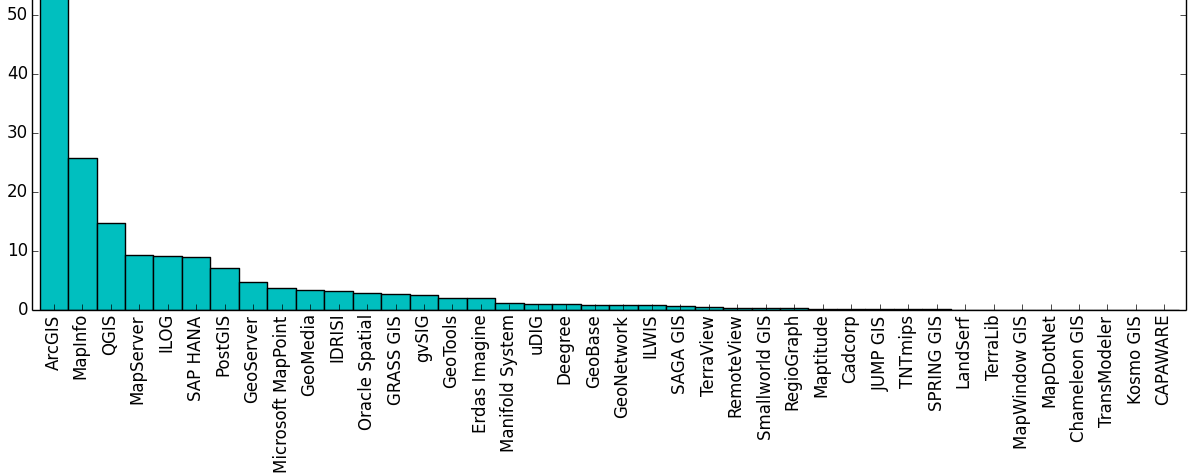 50
40
30
20
10
0
ArcGIS
MapInfo
QGIS
MapServer
ILOG
SAP HANA
PostGIS
GeoServer
Microsoft MapPoint
GeoMedia
IDRISI
Oracle Spatial
GRASS GIS
gvSIG
GeoTools
Erdas Imagine
Manifold System
uDIG
Deegree
GeoBase
GeoNetwork
ILWIS
SAGA GIS
TerraView
RemoteView
Smallworld GIS
RegioGraph
Maptitude
Cadcorp
JUMP GIS
TNTmips
SPRING GIS
LandSerf
TerraLib
MapWindow GIS
MapDotNet
Chameleon GIS
TransModeler
Kosmo GIS
CAPAWARE